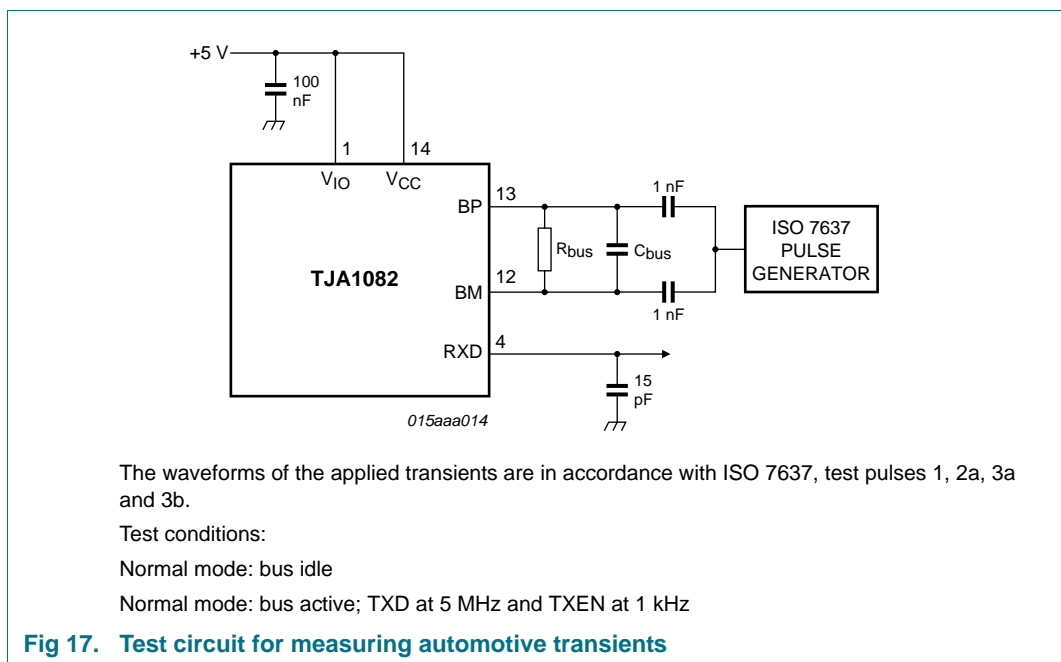 +5 V
100
nF
1
14
VIO
VCC
BP
13
1 nF
ISO 7637
PULSE
GENERATOR
Rbus
Cbus
TJA1082
12
BM
1 nF
RXD
4
15
pF
015aaa014
The waveforms of the applied transients are in accordance with ISO 7637, test pulses 1, 2a, 3a
and 3b.
Test conditions:
Normal mode: bus idle
Normal mode: bus active; TXD at 5 MHz and TXEN at 1 kHz
Fig 17. Test circuit for measuring automotive transients